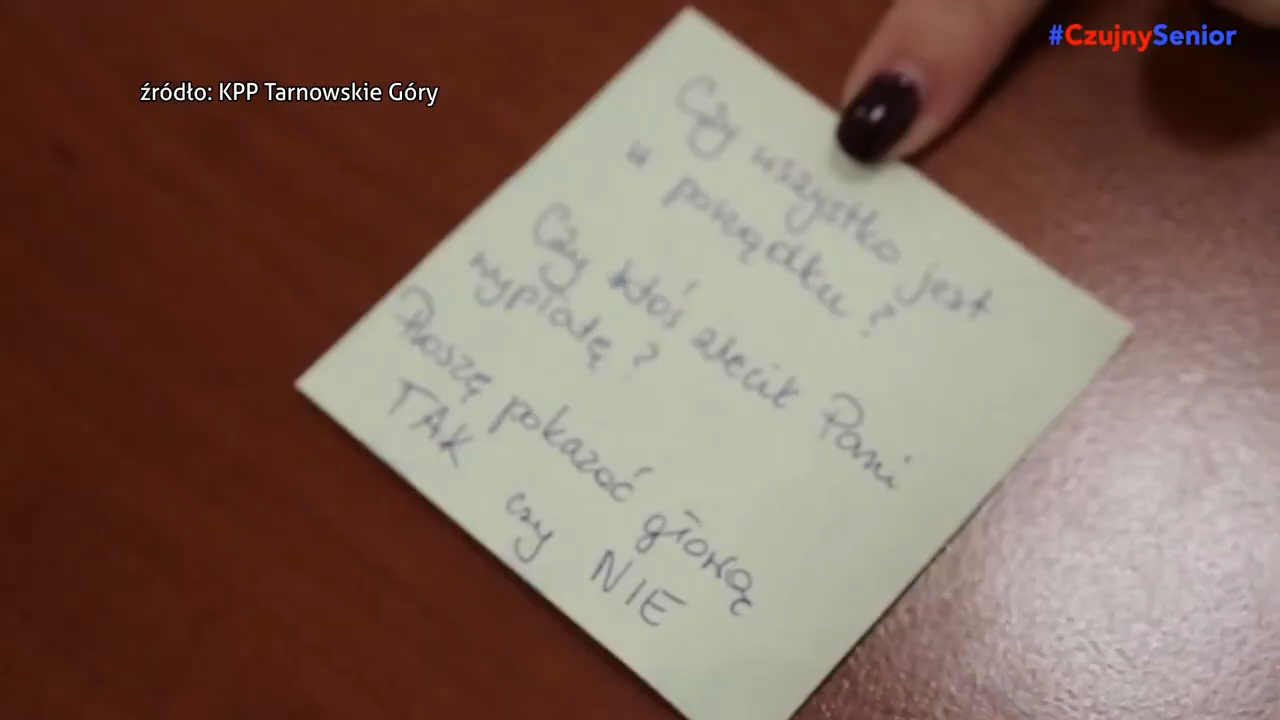 #CzujnySenior
źródło: KPP Tarnowskie Góry
Czy wszystko jest
w porządku?
Czy ktoś zlecił Pani
wypłatę?
Proszę pokazać głową
TAK czy NIE